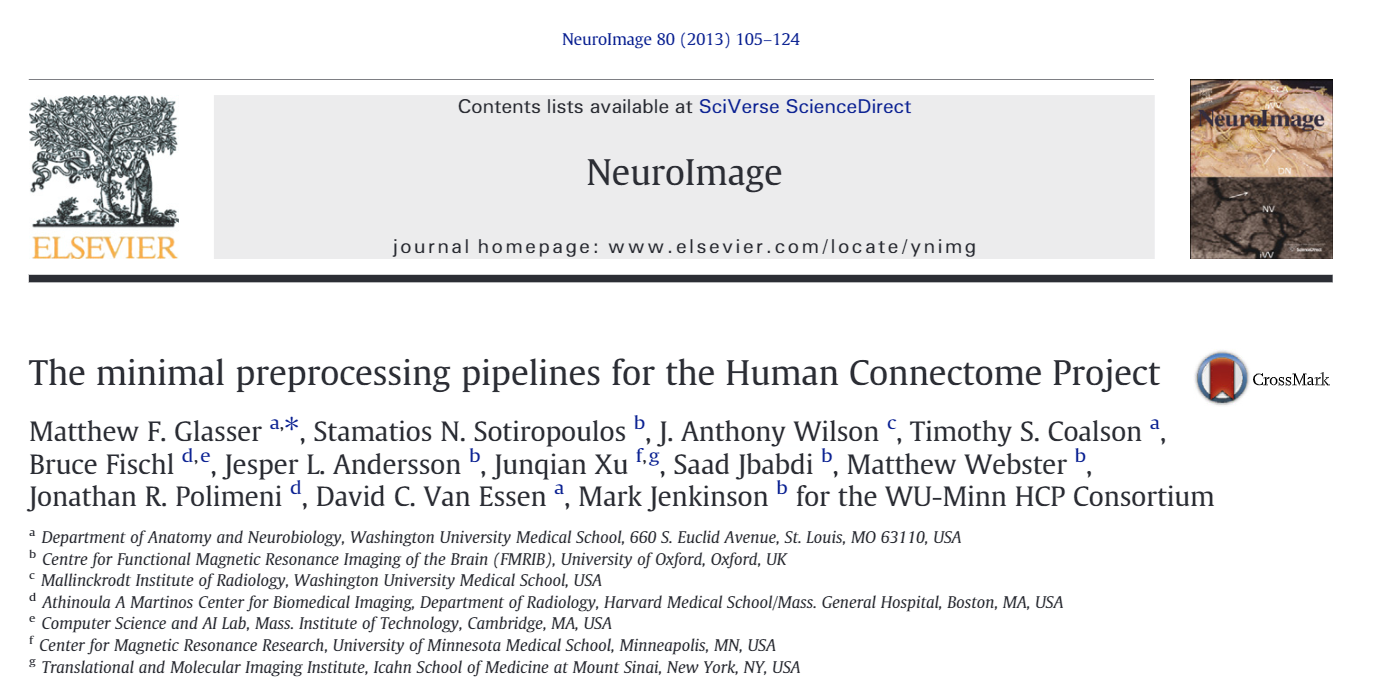 NeuroImage 80 (2013) 105–124
Contents lists available at SciVerse ScienceDirect
NeuroImage
journal homepage: www.elsevier.com/locate/ynimg
ELSEVIER
NeuroImage
DN
NV
The minimal preprocessing pipelines for the Human Connectome Project
CrossMark
Matthew F. Glasser a,*, Stamatios N. Sotiropoulos b, J. Anthony Wilson c, Timothy S. Coalson a,
Bruce Fischl d,e, Jesper L. Andersson b, Junqian Xu f,g, Saad Jbabdi b, Matthew Webster b,
Jonathan R. Polimeni d, David C. Van Essen a, Mark Jenkinson b for the WU-Minn HCP Consortium
a Department of Anatomy and Neurobiology, Washington University Medical School, 660 S. Euclid Avenue, St. Louis, MO 63110, USA
b Centre for Functional Magnetic Resonance Imaging of the Brain (FMRIB), University of Oxford, Oxford, UK
c Mallinckrodt Institute of Radiology, Washington University Medical School, USA
d Athinoula A Martinos Center for Biomedical Imaging, Department of Radiology, Harvard Medical School/Mass. General Hospital, Boston, MA, USA
e Computer Science and AI Lab, Mass. Institute of Technology, Cambridge, MA, USA
f Center for Magnetic Resonance Research, University of Minnesota Medical School, Minneapolis, MN, USA
g Translational and Molecular Imaging Institute, Icahn School of Medicine at Mount Sinai, New York, NY, USA